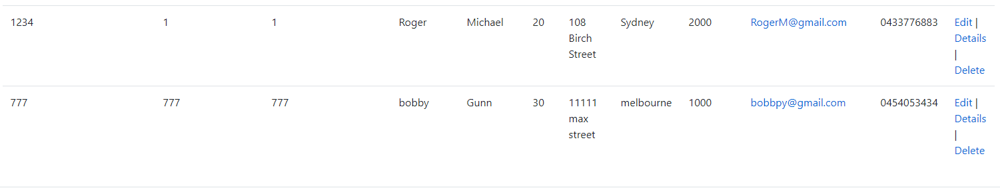 1234 1 1 Roger Michael 20 108 Sydney 2000 RogerM@gmail.com 0433776883 Edit |
Birch Details
Street |
Delete
777 777 777 bobby Gunn 30 11111 melbourne 1000 bobbpy@gmail.com 0454053434 Edit |
max Details
street |
Delete